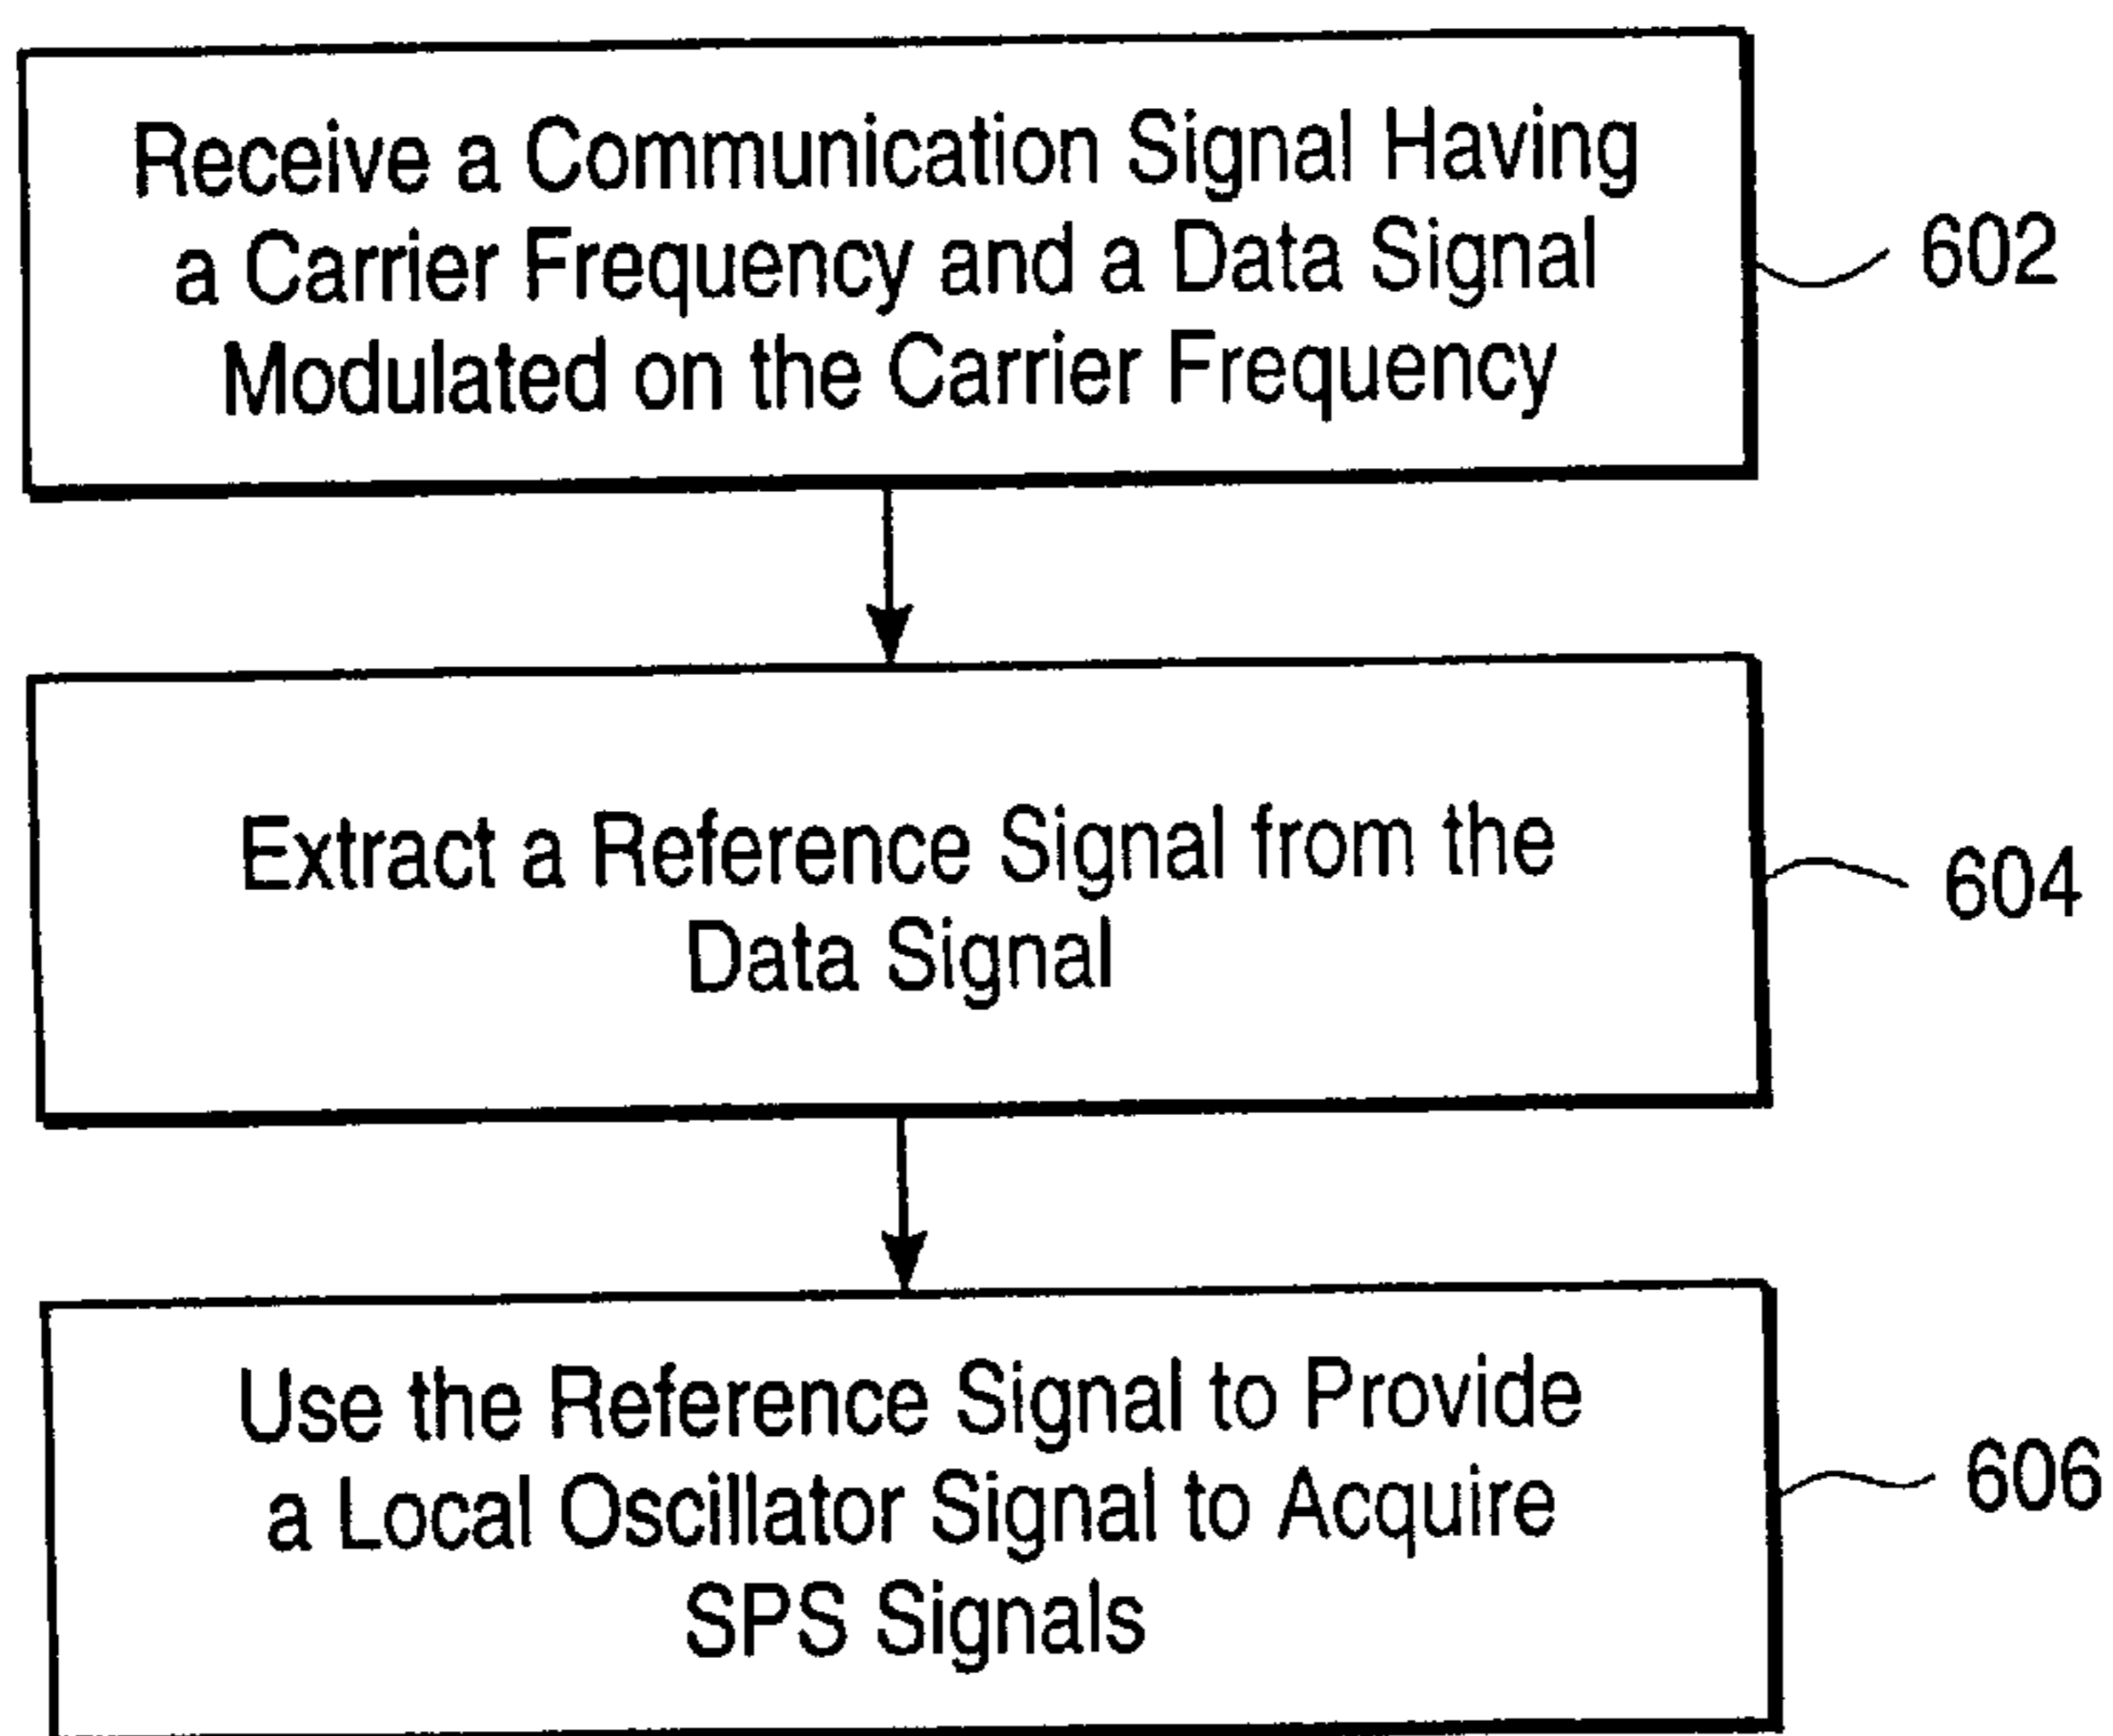 Receive a Communication Signal Having
a Carrier Frequency and a Data Signal
Modulated on the Carrier Frequency
602
Extract a Reference Signal from the
Data Signal
604
Use the Reference Signal to Provide
a Local Oscillator Signal to Acquire
SPS Signals
606